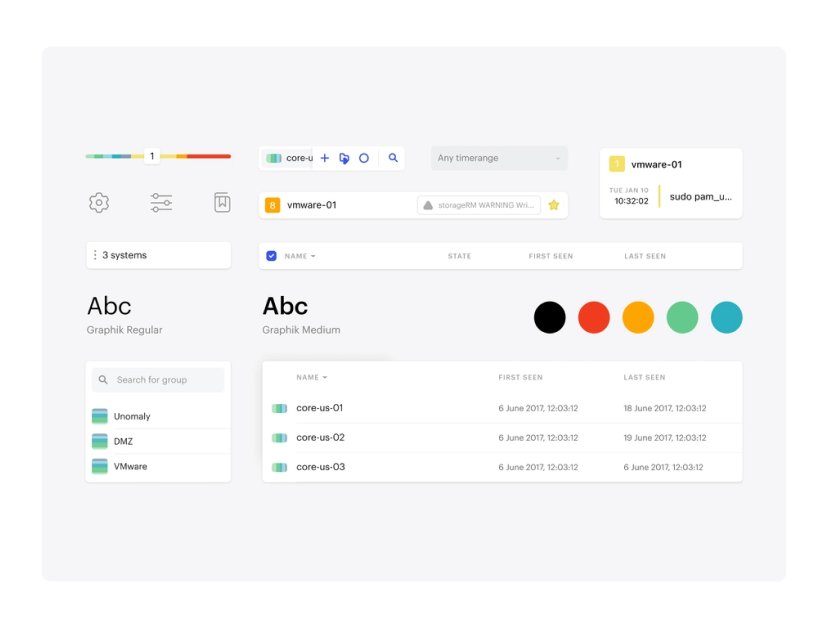 1
core-u
Any timerange
1 vmware-01
TUE JAN 10
10:32:02
sudo pam_u...
8 vmware-01
storageRM WARNING Wri...
3 systems
NAME STATE FIRST SEEN LAST SEEN
Abc
Graphik Regular
Abc
Graphik Medium
Search for group
Unomaly
DMZ
VMware
NAME FIRST SEEN LAST SEEN
core-us-01 6 June 2017, 12:03:12 18 June 2017, 12:03:12
core-us-02 6 June 2017, 12:03:12 19 June 2017, 12:03:12
core-us-03 6 June 2017, 12:03:12 6 June 2017, 12:03:12